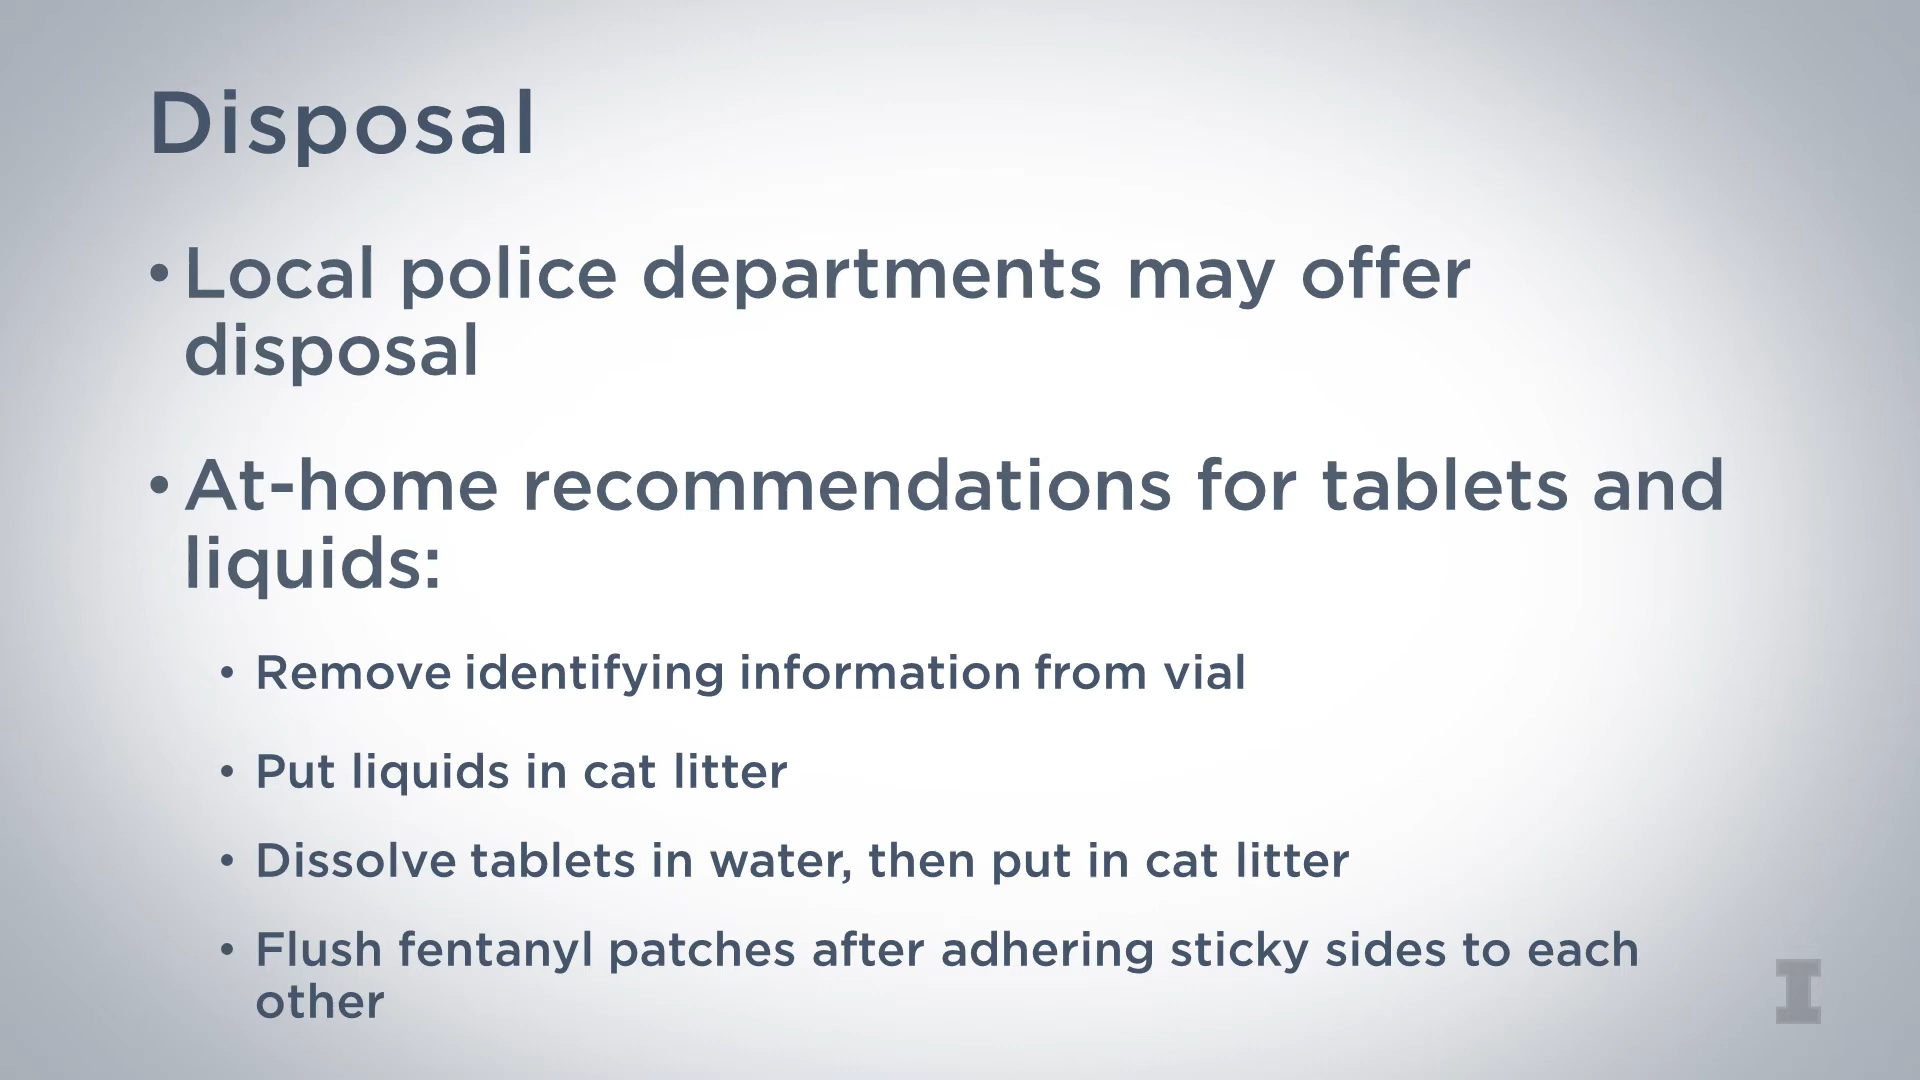 Disposal
• Local police departments may offer
disposal
• At-home recommendations for tablets and
liquids:
• Remove identifying information from vial
• Put liquids in cat litter
• Dissolve tablets in water, then put in cat litter
• Flush fentanyl patches after adhering sticky sides to each
other
I